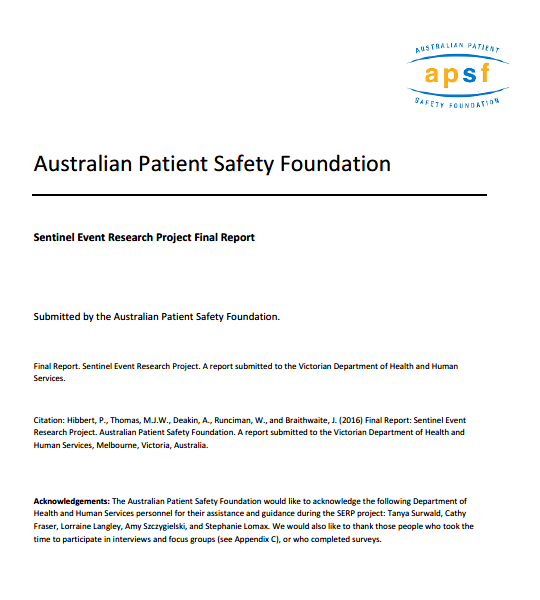 AUSTRALIAN PATIENT
apsf
SAFETY FOUNDATION
Australian Patient Safety Foundation
Sentinel Event Research Project Final Report
Submitted by the Australian Patient Safety Foundation.
Final Report. Sentinel Event Research Project. A report submitted to the Victorian Department of Health and Human
Services.
Citation: Hibbert, P., Thomas, M.J.W., Deakin, A., Runciman, W., and Braithwaite, J. (2016) Final Report: Sentinel Event
Research Project. Australian Patient Safety Foundation. A report submitted to the Victorian Department of Health and
Human Services, Melbourne, Victoria, Australia.
Acknowledgements: The Australian Patient Safety Foundation would like to acknowledge the following Department of
Health and Human Services personnel for their assistance and guidance during the SERP project: Tanya Surwald, Cathy
Fraser, Lorraine Langley, Amy Szczygielski, and Stephanie Lomax. We would also like to thank those people who took the
time to participate in interviews and focus groups (see Appendix C), or who completed surveys.